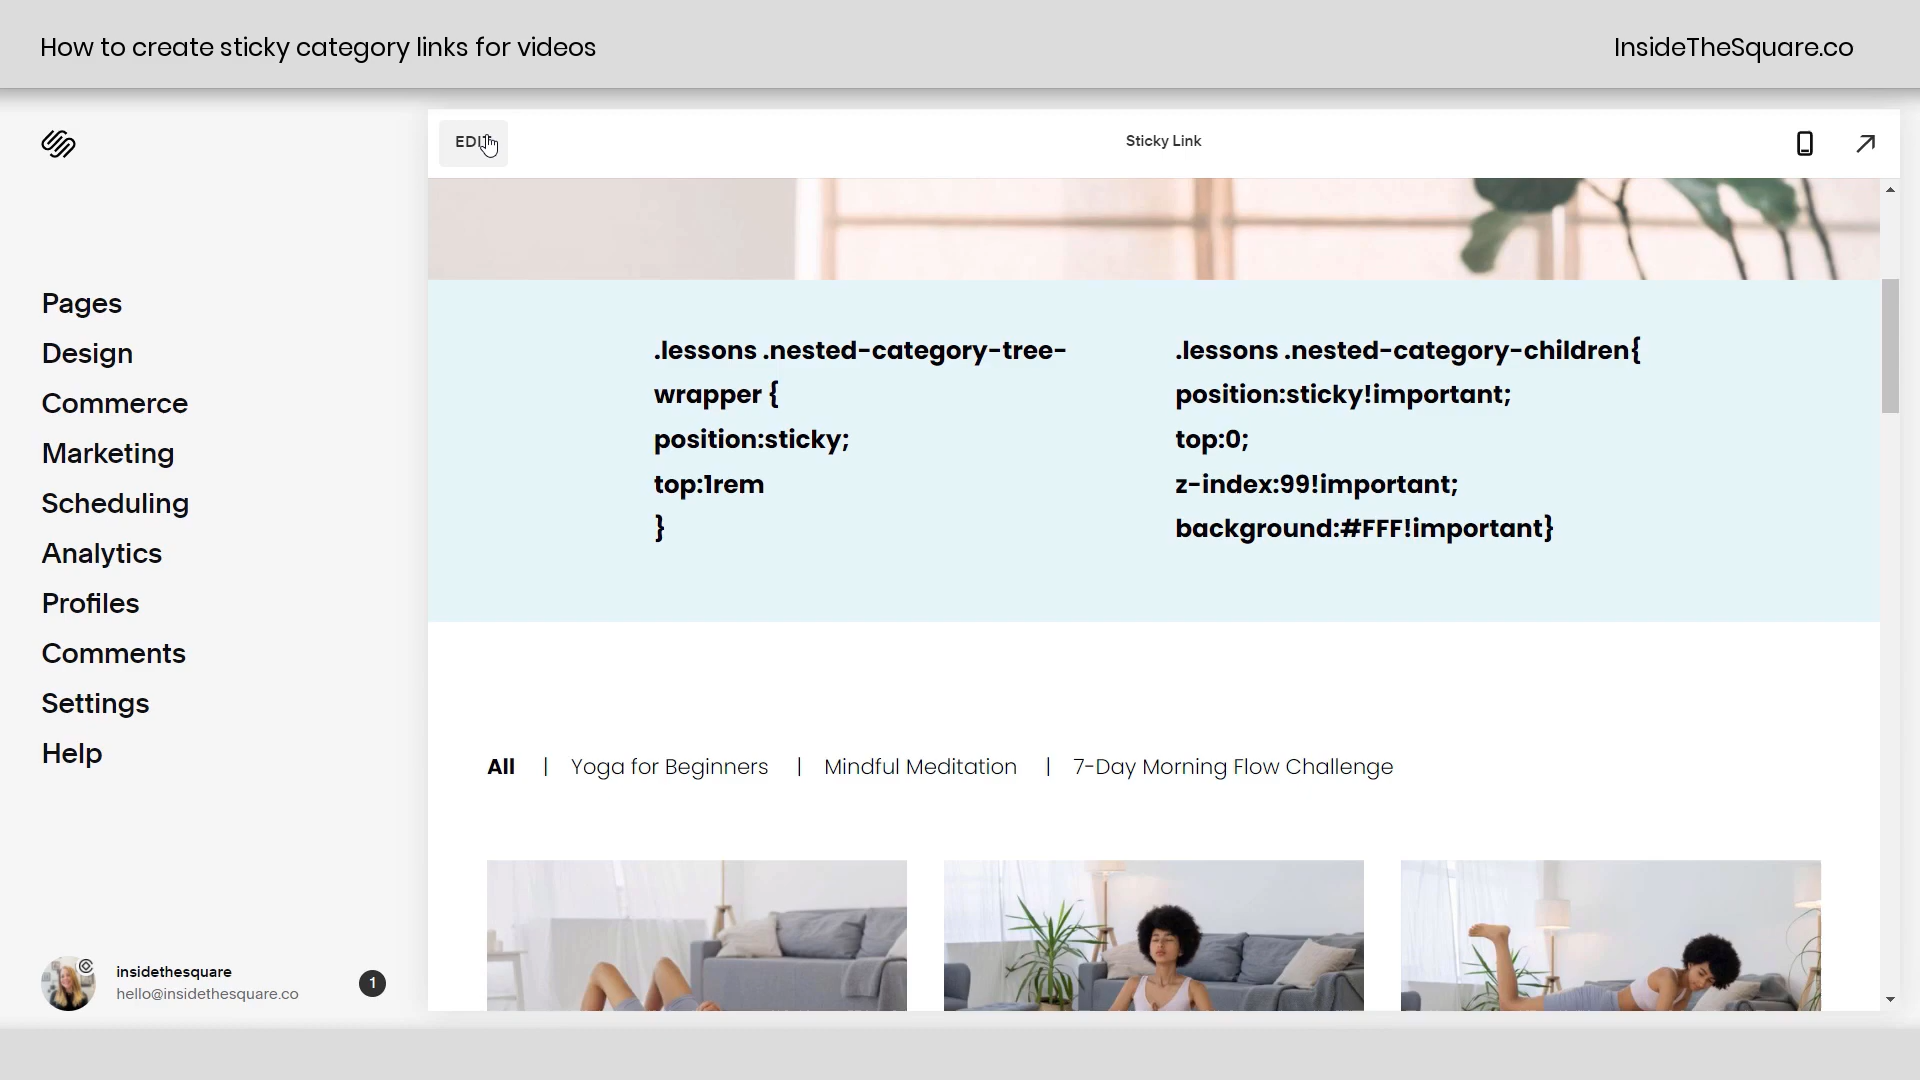 How to create sticky category links for videos
InsideTheSquare.co
EDIT
Sticky Link
Pages
Design
Commerce
Marketing
Scheduling
Analytics
Profiles
Comments
Settings
Help
insidethesquare
hello@insidethesquare.co
1
.lessons .nested-category-tree-
wrapper {
position:sticky;
top:1rem
}
.lessons .nested-category-children{
position:sticky!important;
top:0;
z-index:99!important;
background:#FFF!important}
All | Yoga for Beginners | Mindful Meditation | 7-Day Morning Flow Challenge